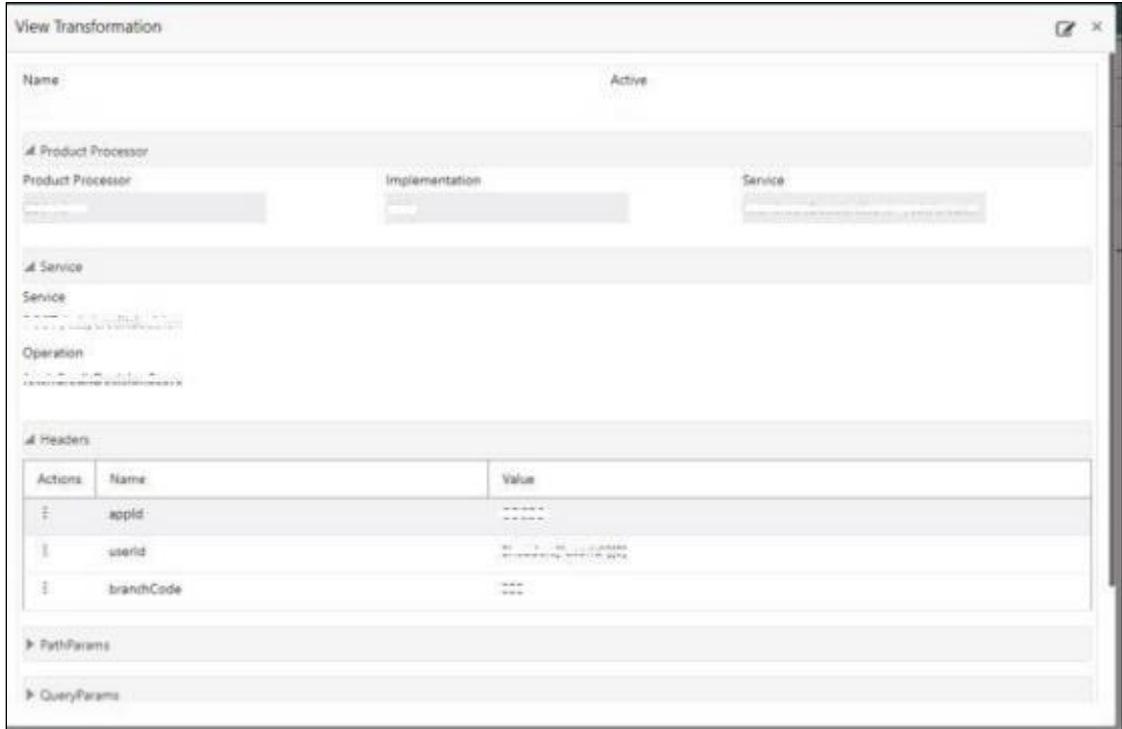 View Transformation
Name Active
Product Processor
Product Processor Implementation Service
Service
Service
Operation
Headers
Actions Name Value
appId
userId
branchCode
PathParams
QueryParams